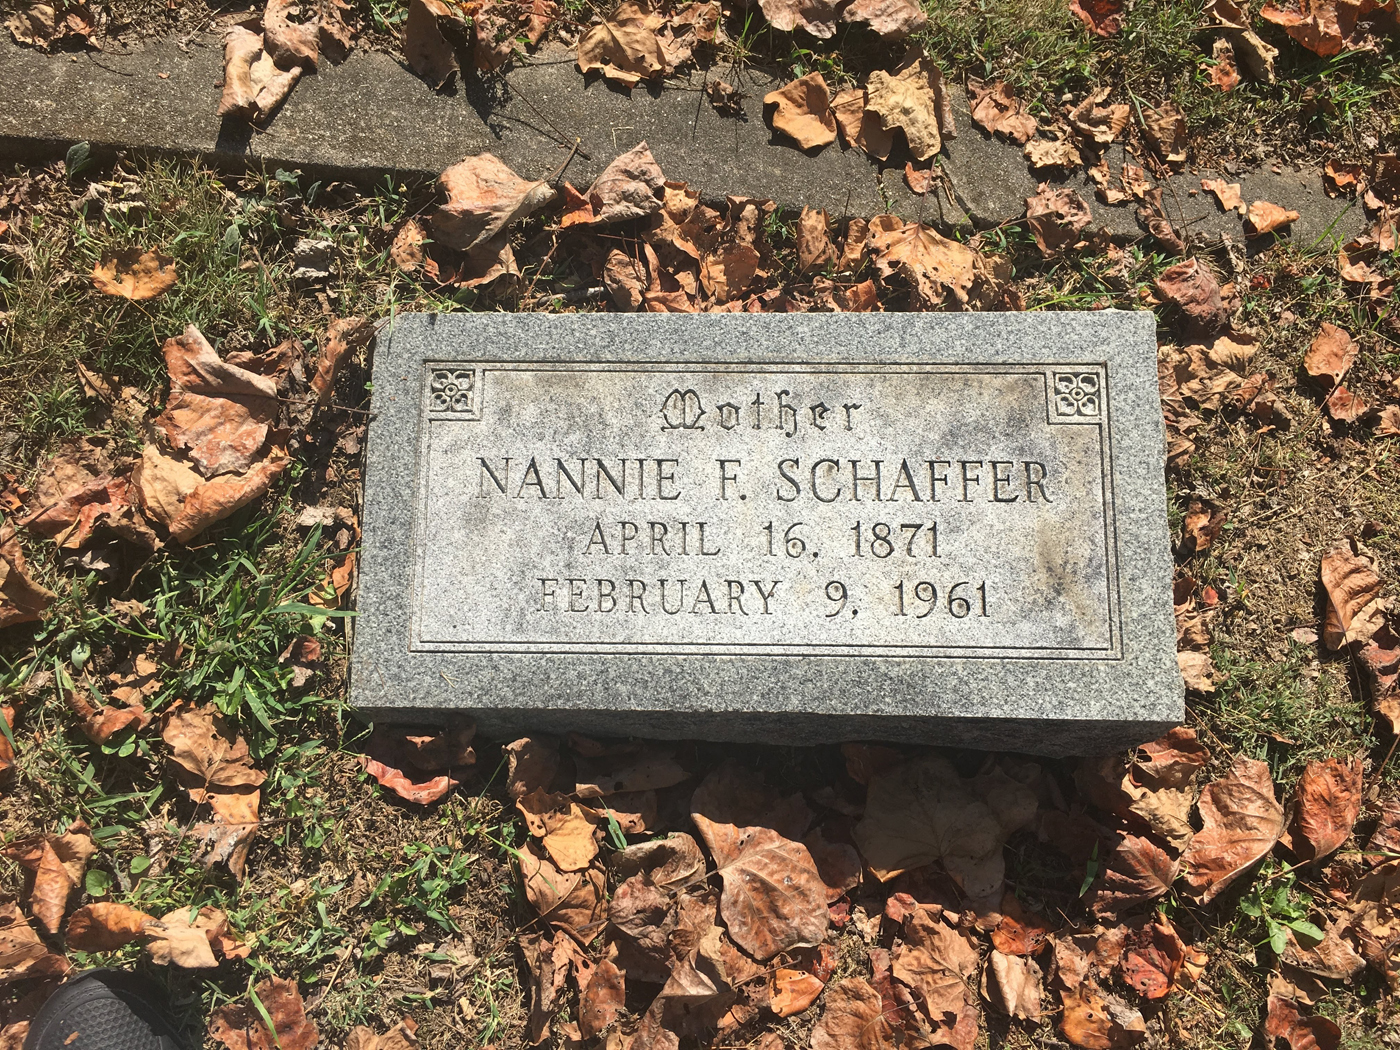 Mother
NANNIE F. SCHAFFER
APRIL 16, 1871
FEBRUARY 9, 1961